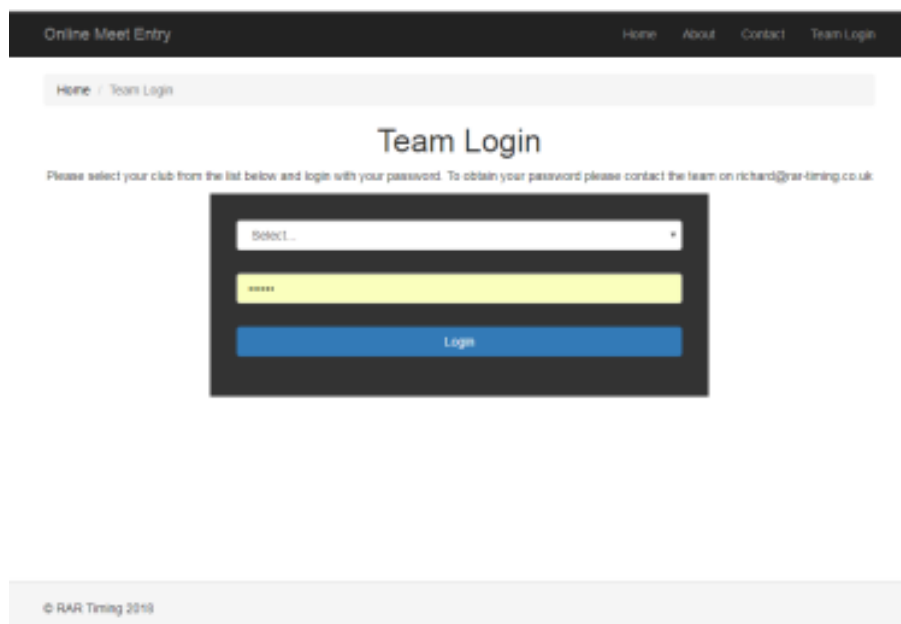 Online Meet Entry Home About Contact Team Login
Home / Team Login
Team Login
Please select your club from the list below and login with your password. To obtain your password please contact the team on richard@rar-timing.co.uk
Select...
•••••
Login
© RAR Timing 2018